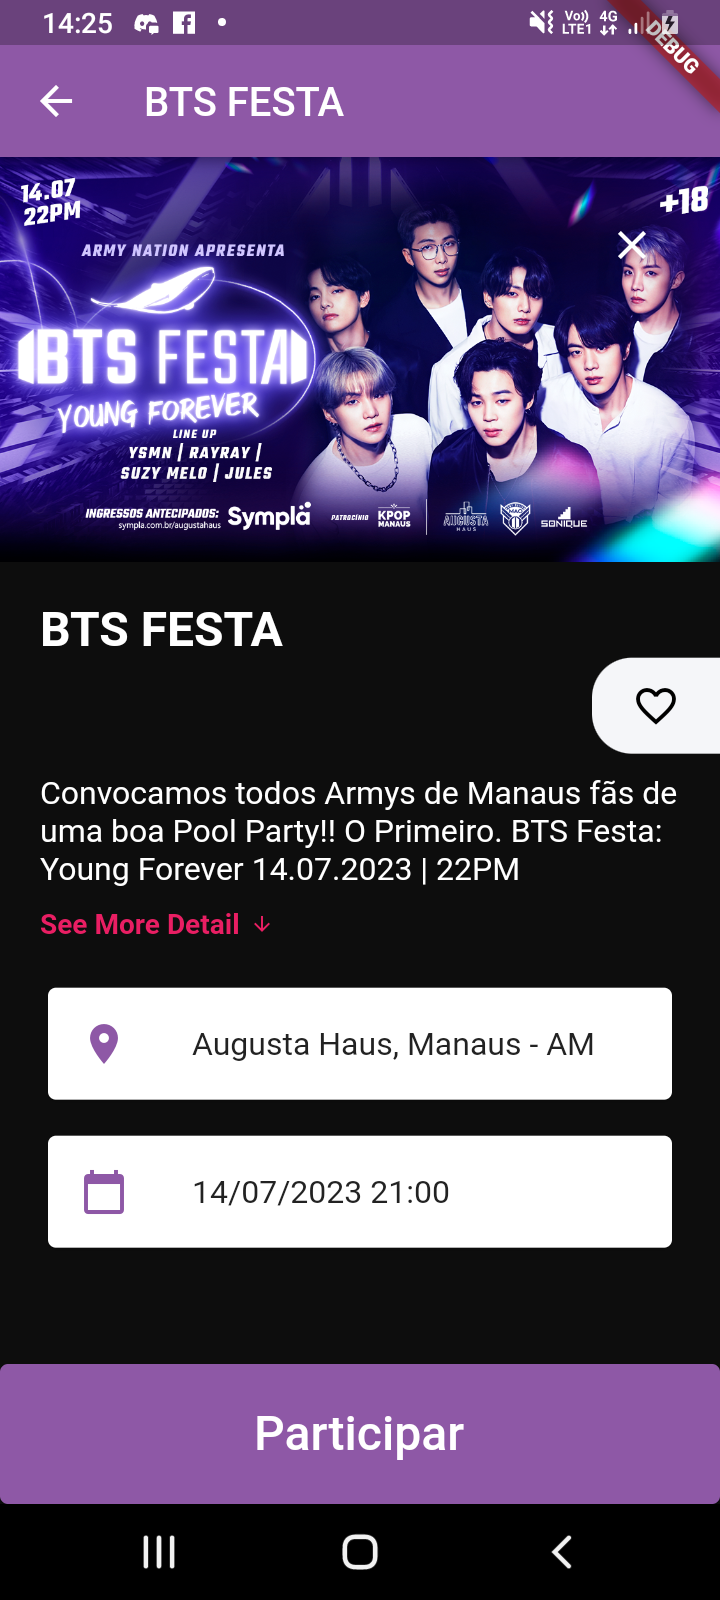 14:25
Vo))
LTE1
4G
DEBUG
BTS FESTA
14.07
22PM
+18
ARMY NATION APRESENTA
BTS FESTA
YOUNG FOREVER
LINE UP
YSMN | RAYRAY |
SUZY MELO | JULES
INGRESSOS ANTECIPADOS:
sympla.com.br/augustahaus
Sympla
PATROCÍNIO
KPOP
MANAUS
AUGUSTA
HAUS
SONIQUE
BTS FESTA
Convocamos todos Armys de Manaus fãs de
uma boa Pool Party!! O Primeiro. BTS Festa:
Young Forever 14.07.2023 | 22PM
See More Detail
Augusta Haus, Manaus - AM
14/07/2023 21:00
Participar